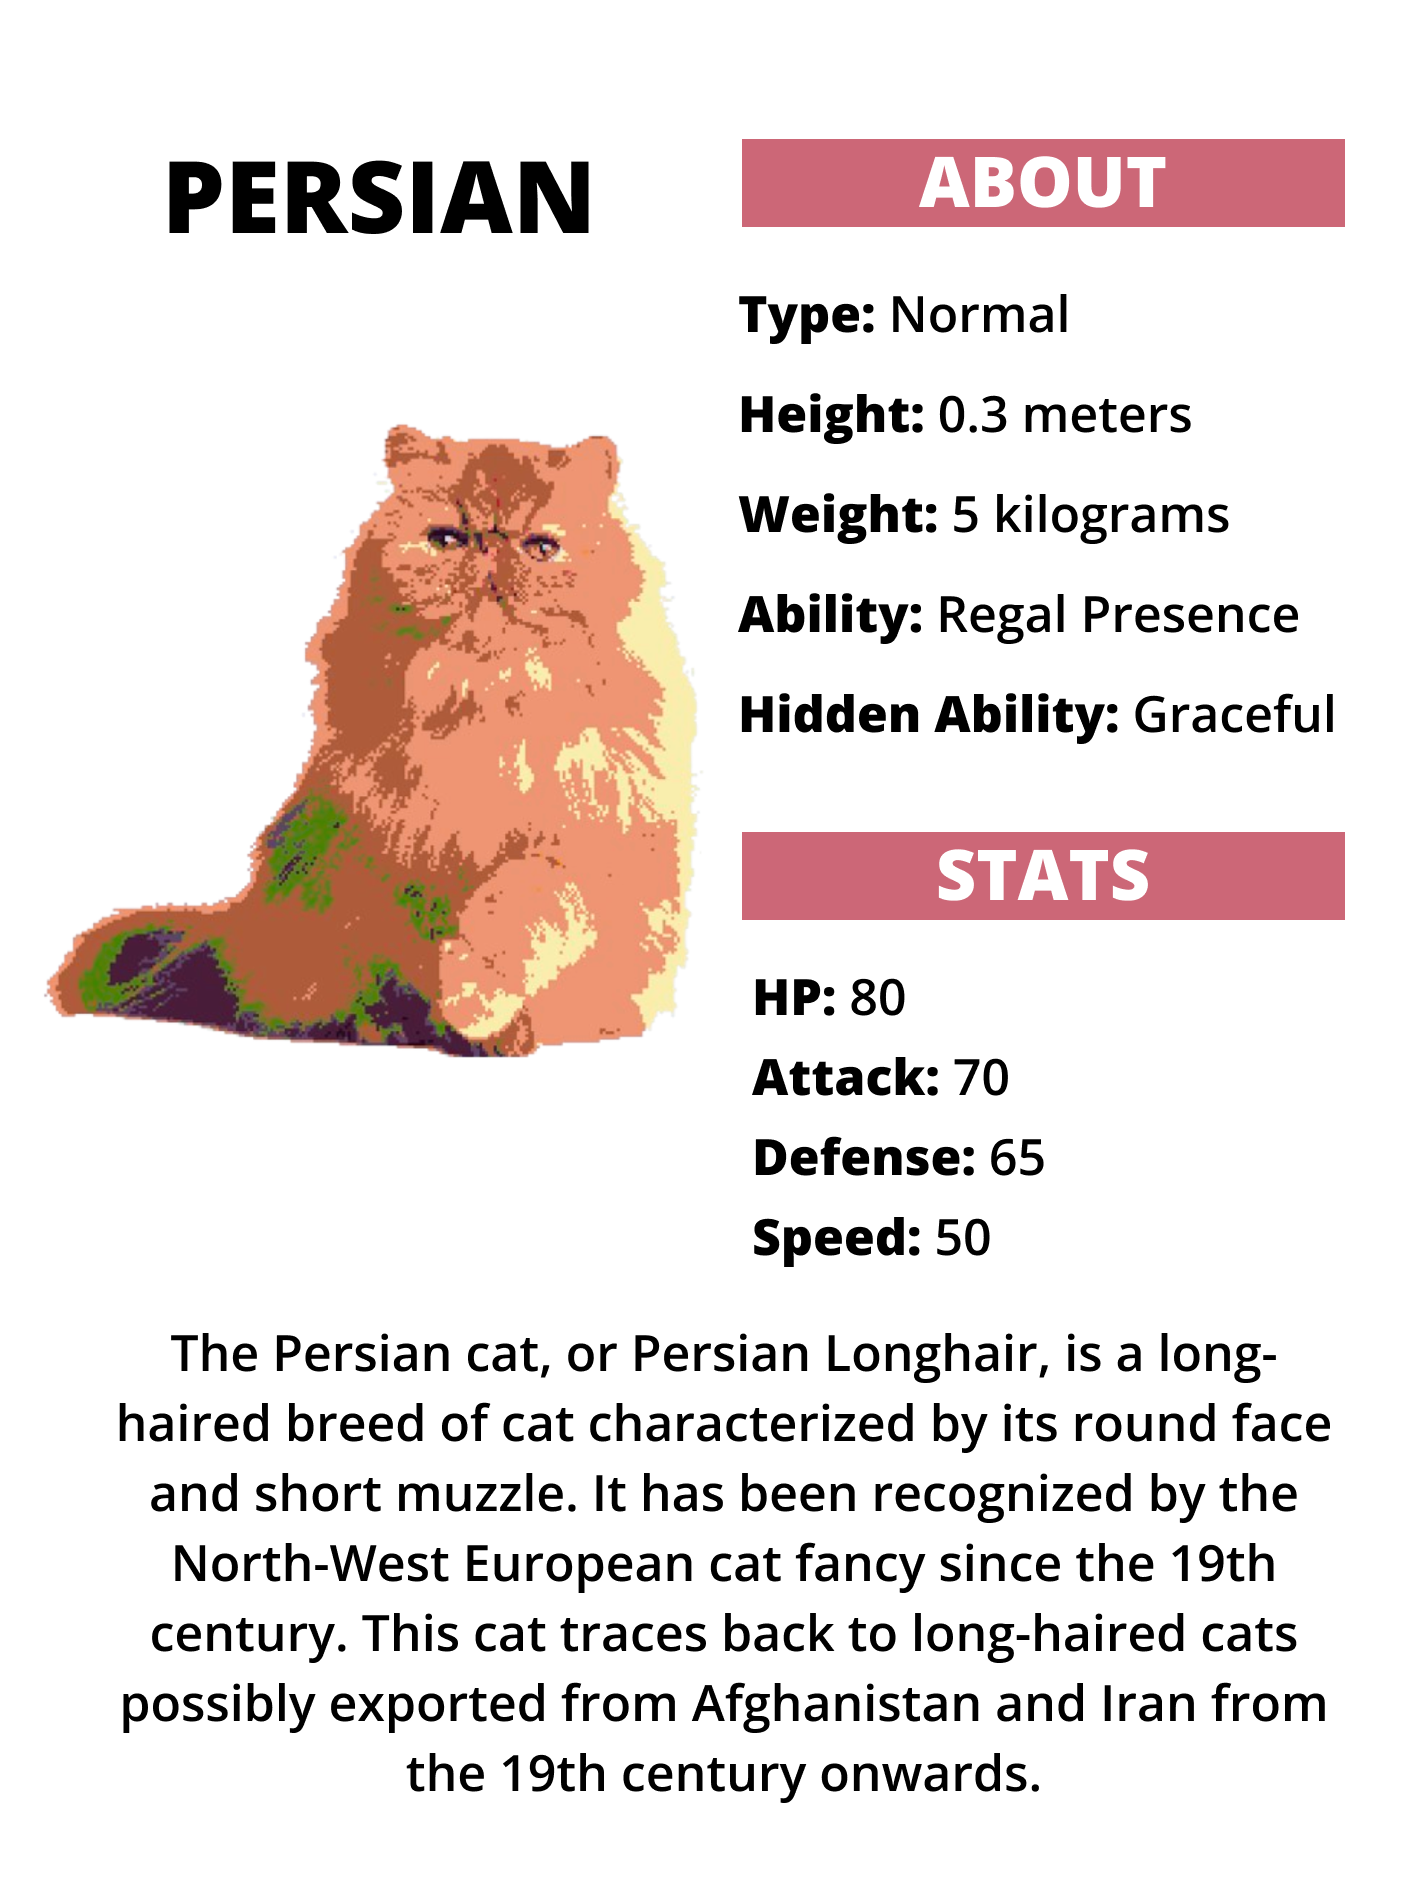 PERSIAN
ABOUT
Type: Normal
Height: 0.3 meters
Weight: 5 kilograms
Ability: Regal Presence
Hidden Ability: Graceful
STATS
HP: 80
Attack: 70
Defense: 65
Speed: 50
The Persian cat, or Persian Longhair, is a long-
haired breed of cat characterized by its round face
and short muzzle. It has been recognized by the
North-West European cat fancy since the 19th
century. This cat traces back to long-haired cats
possibly exported from Afghanistan and Iran from
the 19th century onwards.